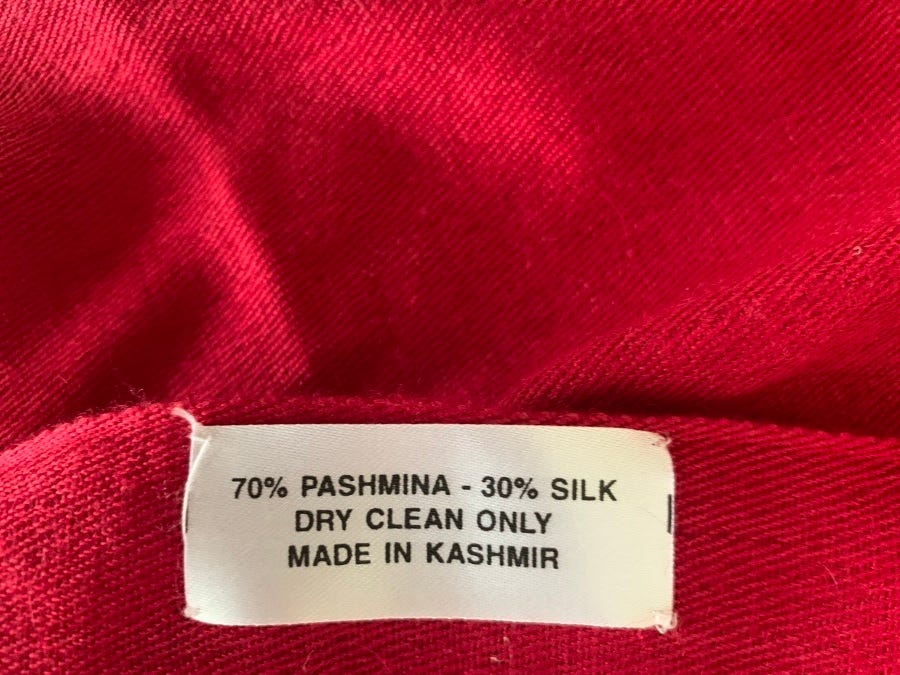 70% PASHMINA - 30% SILK
DRY CLEAN ONLY
MADE IN KASHMIR